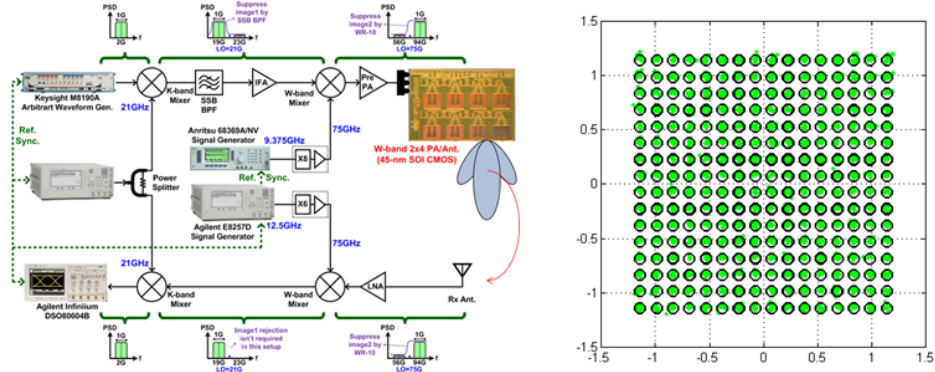 PSD
1G
f
2G
Suppress
image1 by
SSB BPF
PSD
1G
f
19G 23G
LO=21G
Suppress
image2 by
WR-10
PSD
1G
f
56G 94G
LO=75G
Keysight M8190A
Arbitrart Waveform Gen.
K-band
Mixer
SSB
BPF
IFA
W-band
Mixer
Pre
PA
21GHz
75GHz
W-band 2x4 PA/Ant.
(45-nm SOI CMOS)
Ref.
Sync.
Anritsu 68369A/NV
Signal Generator
9.375GHz
X8
Power
Splitter
Ref. Sync.
X6
Agilent E8257D
Signal Generator
12.5GHz
75GHz
21GHz
Agilent Infiniium
DSO80604B
K-band
Mixer
W-band
Mixer
LNA
Rx Ant.
PSD
1G
f
2G
PSD
1G
f
19G 23G
LO=21G
Image1 rejection
isn't required
in this setup
Suppress
image2 by
WR-10
PSD
1G
f
56G 94G
LO=75G
1.5
1
0.5
0
-0.5
-1
-1.5
-1.5 -1 -0.5 0 0.5 1 1.5